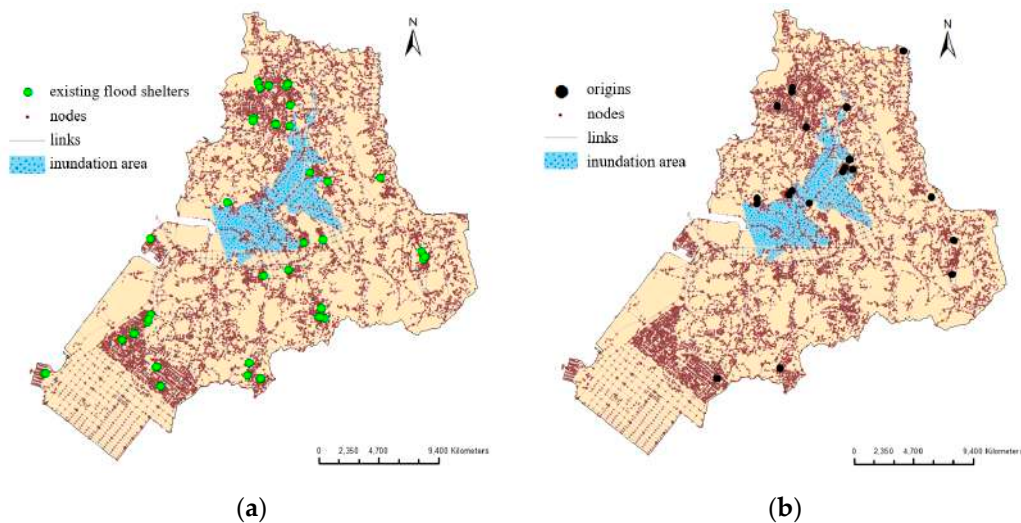 N
existing flood shelters
nodes
links
inundation area
0 2,350 4,700 9,400 Kilometers
(a)
N
origins
nodes
links
inundation area
0 2,350 4,700 9,400 Kilometers
(b)